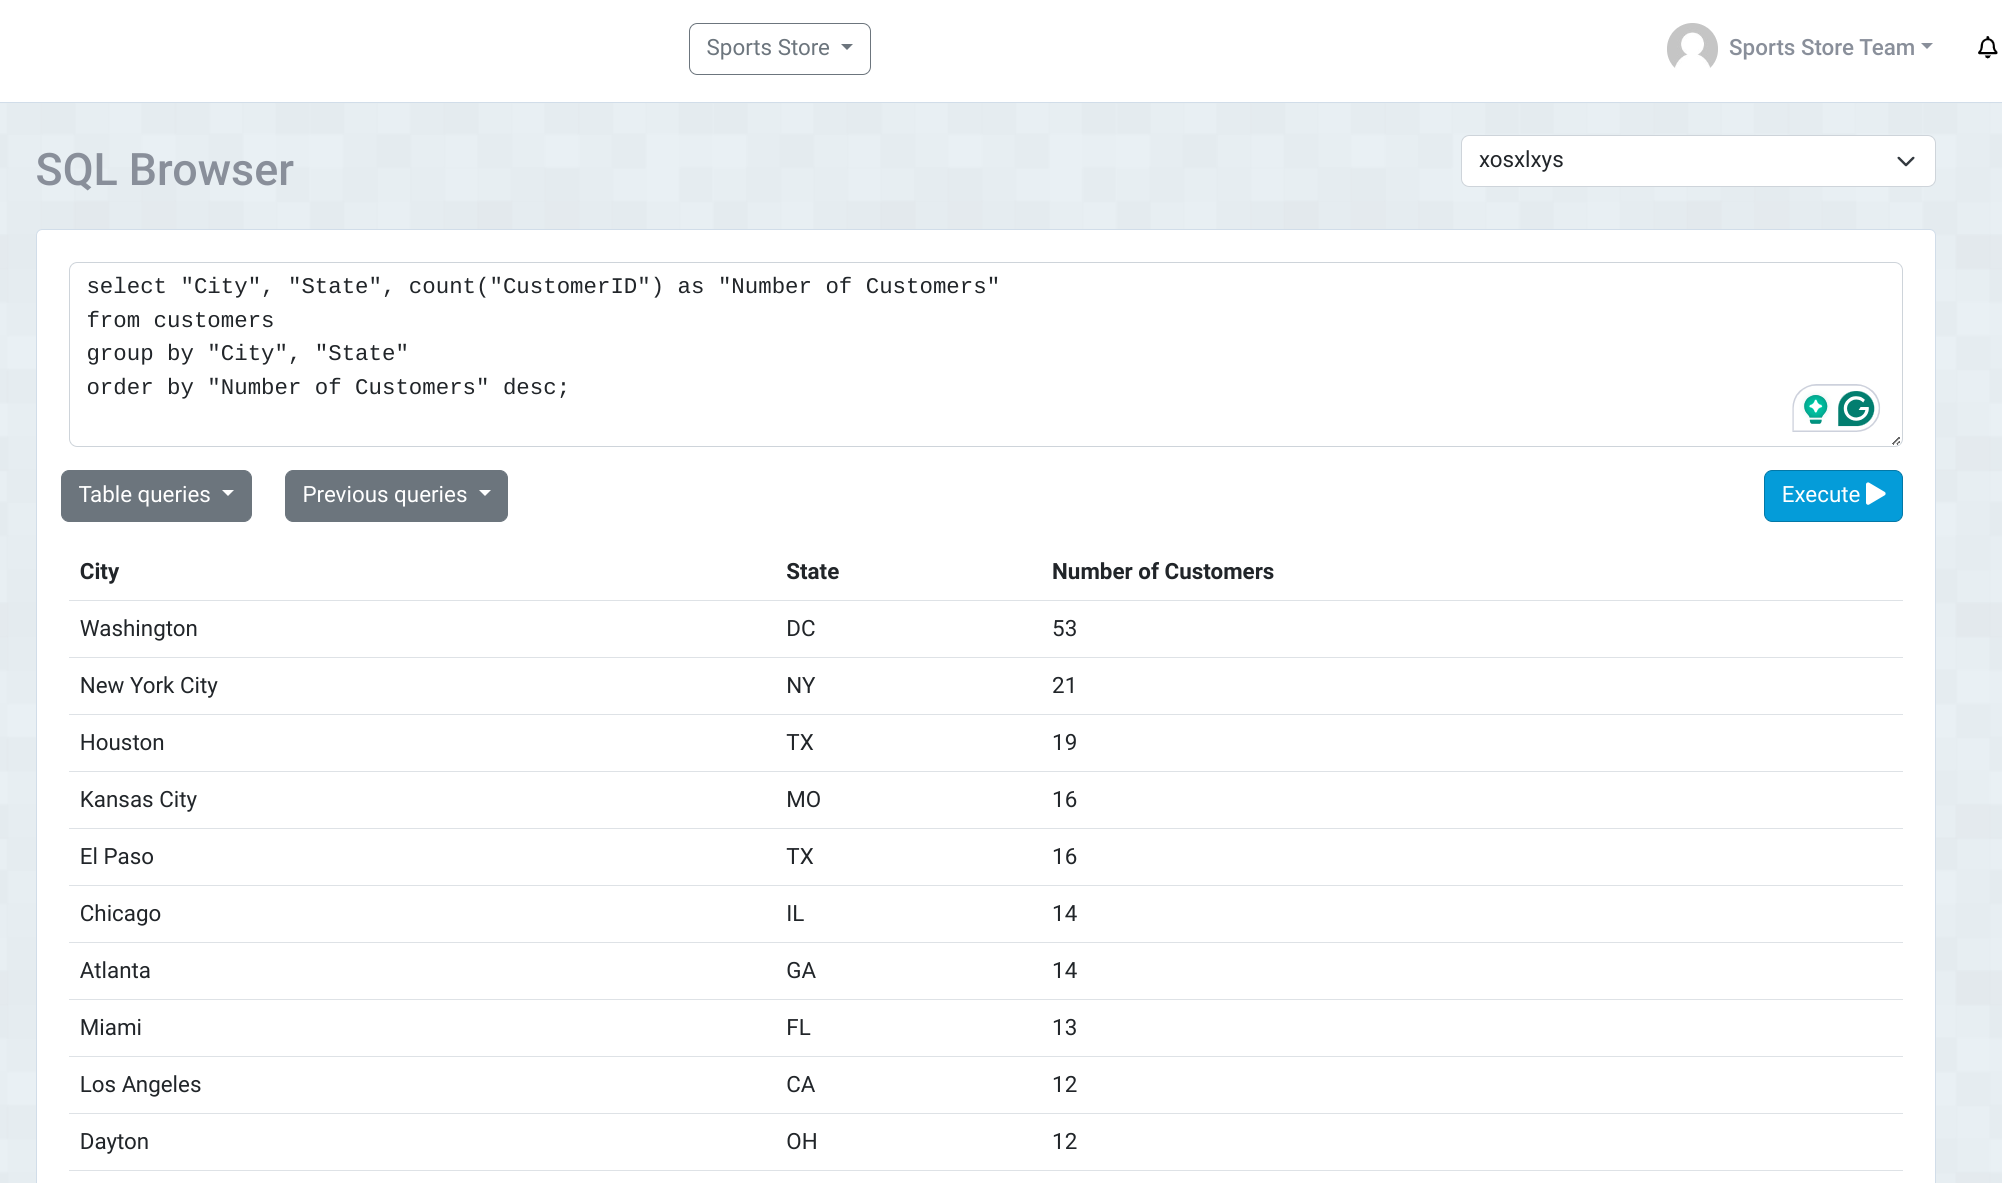 Sports Store
Sports Store Team
SQL Browser
xosxlxys
select "City", "State", count("CustomerID") as "Number of Customers"
from customers
group by "City", "State"
order by "Number of Customers" desc;
Table queries
Previous queries
Execute
City State Number of Customers
Washington DC 53
New York City NY 21
Houston TX 19
Kansas City MO 16
El Paso TX 16
Chicago IL 14
Atlanta GA 14
Miami FL 13
Los Angeles CA 12
Dayton OH 12